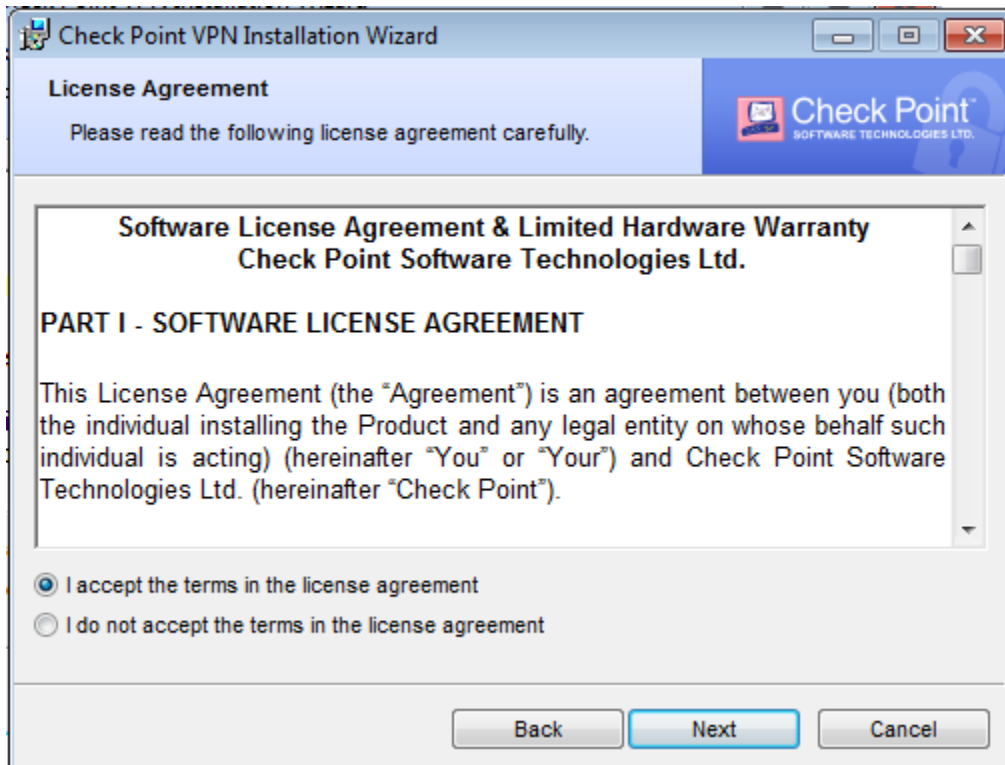 Check Point VPN Installation Wizard
License Agreement
Please read the following license agreement carefully.
Check Point™
SOFTWARE TECHNOLOGIES LTD.
Software License Agreement & Limited Hardware Warranty
Check Point Software Technologies Ltd.
PART I - SOFTWARE LICENSE AGREEMENT
This License Agreement (the “Agreement”) is an agreement between you (both
the individual installing the Product and any legal entity on whose behalf such
individual is acting) (hereinafter “You” or “Your”) and Check Point Software
Technologies Ltd. (hereinafter “Check Point”).
I accept the terms in the license agreement
I do not accept the terms in the license agreement
Back Next Cancel